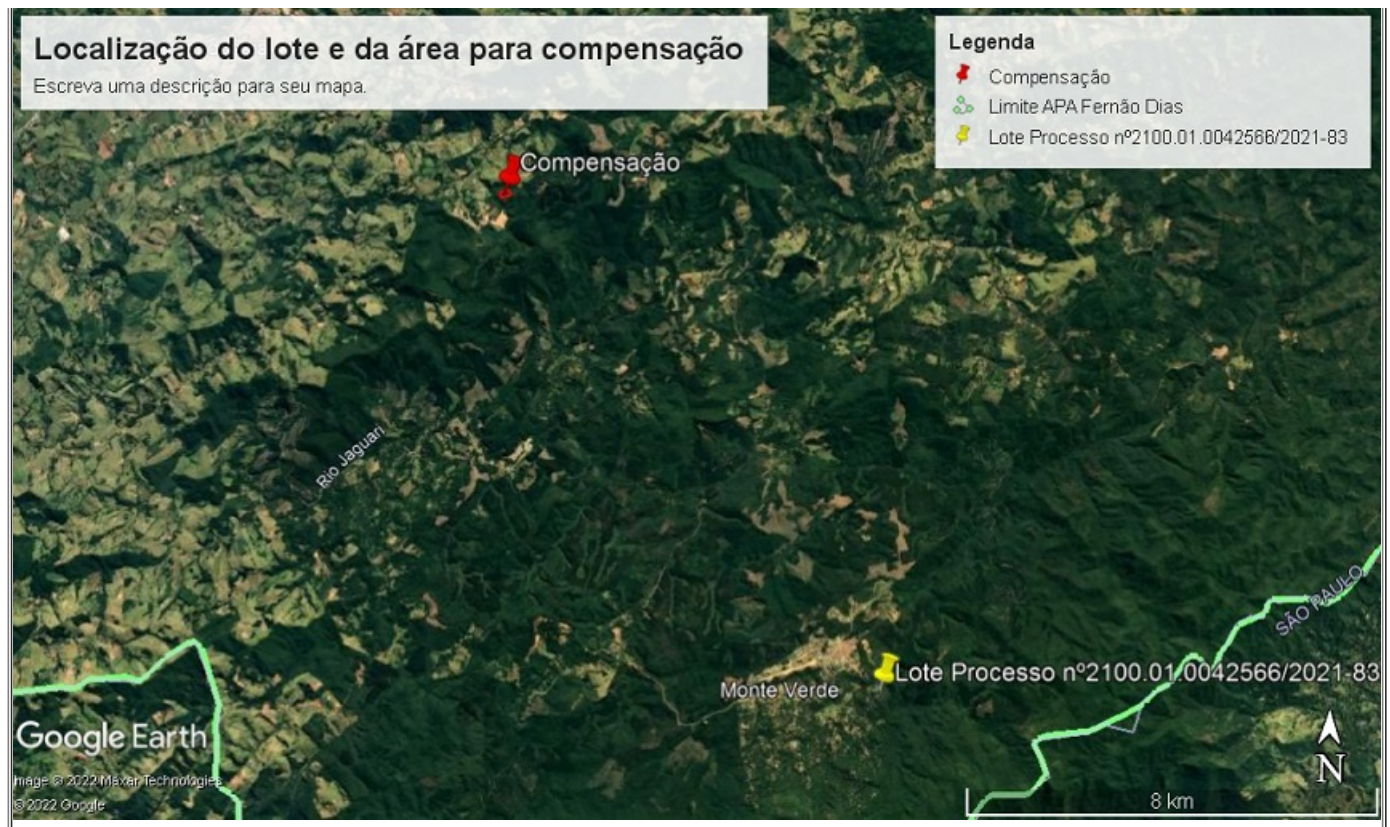 Localização do lote e da área para compensação
Escreva uma descrição para seu mapa.
Legenda
Compensação
Limite APA Fernão Dias
Lote Processo nº2100.01.0042566/2021-83
Compensação
Rio Jaguari
SÃO PAULO
Lote Processo nº2100.01.0042566/2021-83
Monte Verde
Google Earth
Image © 2022 Maxar Technologies
© 2022 Google
N
8 km